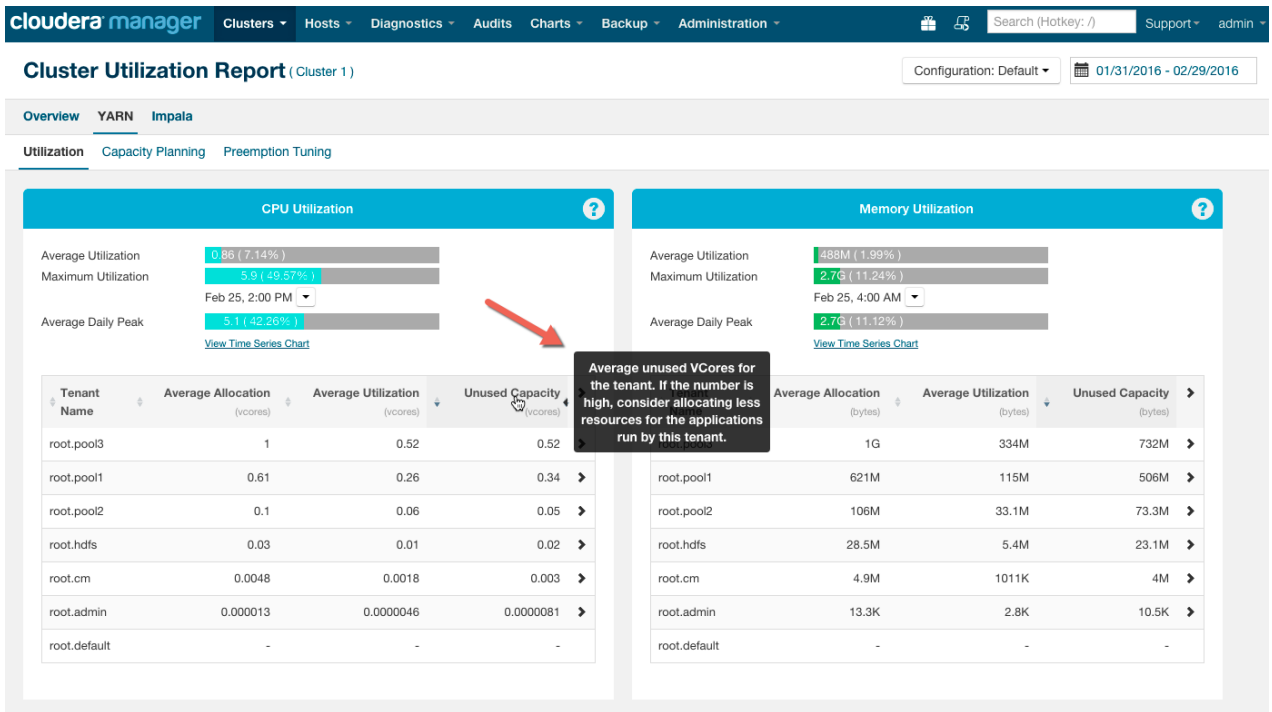 cloudera manager Clusters Hosts Diagnostics Audits Charts Backup Administration Search (Hotkey: /) Support admin
Cluster Utilization Report ( Cluster 1 ) Configuration: Default 01/31/2016 - 02/29/2016
Overview YARN Impala
Utilization Capacity Planning Preemption Tuning
CPU Utilization ?
Average Utilization 0.86 ( 7.14% )
Maximum Utilization 5.9 ( 49.57% )
Feb 25, 2:00 PM
Average Daily Peak 5.1 ( 42.26% )
View Time Series Chart
Tenant Name Average Allocation (vcores) Average Utilization (vcores) Unused Capacity (vcores)
root.pool3 1 0.52 0.52
root.pool1 0.61 0.26 0.34
root.pool2 0.1 0.06 0.05
root.hdfs 0.03 0.01 0.02
root.cm 0.0048 0.0018 0.003
root.admin 0.000013 0.0000046 0.0000081
root.default - - -
Average unused VCores for
the tenant. If the number is
high, consider allocating less
resources for the applications
run by this tenant.
Memory Utilization ?
Average Utilization 488M ( 1.99% )
Maximum Utilization 2.7G ( 11.24% )
Feb 25, 4:00 AM
Average Daily Peak 2.7G ( 11.12% )
View Time Series Chart
Average Allocation (bytes) Average Utilization (bytes) Unused Capacity (bytes)
1G 334M 732M
root.pool1 621M 115M 506M
root.pool2 106M 33.1M 73.3M
root.hdfs 28.5M 5.4M 23.1M
root.cm 4.9M 1011K 4M
root.admin 13.3K 2.8K 10.5K
root.default - - -